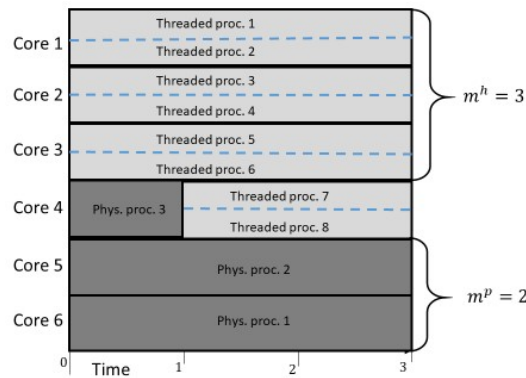 Core 1
Threaded proc. 1
Threaded proc. 2
Core 2
Threaded proc. 3
Threaded proc. 4
m^h = 3
Core 3
Threaded proc. 5
Threaded proc. 6
Core 4
Phys. proc. 3
Threaded proc. 7
Threaded proc. 8
Core 5
Phys. proc. 2
m^p = 2
Core 6
Phys. proc. 1
0 1 2 3
Time